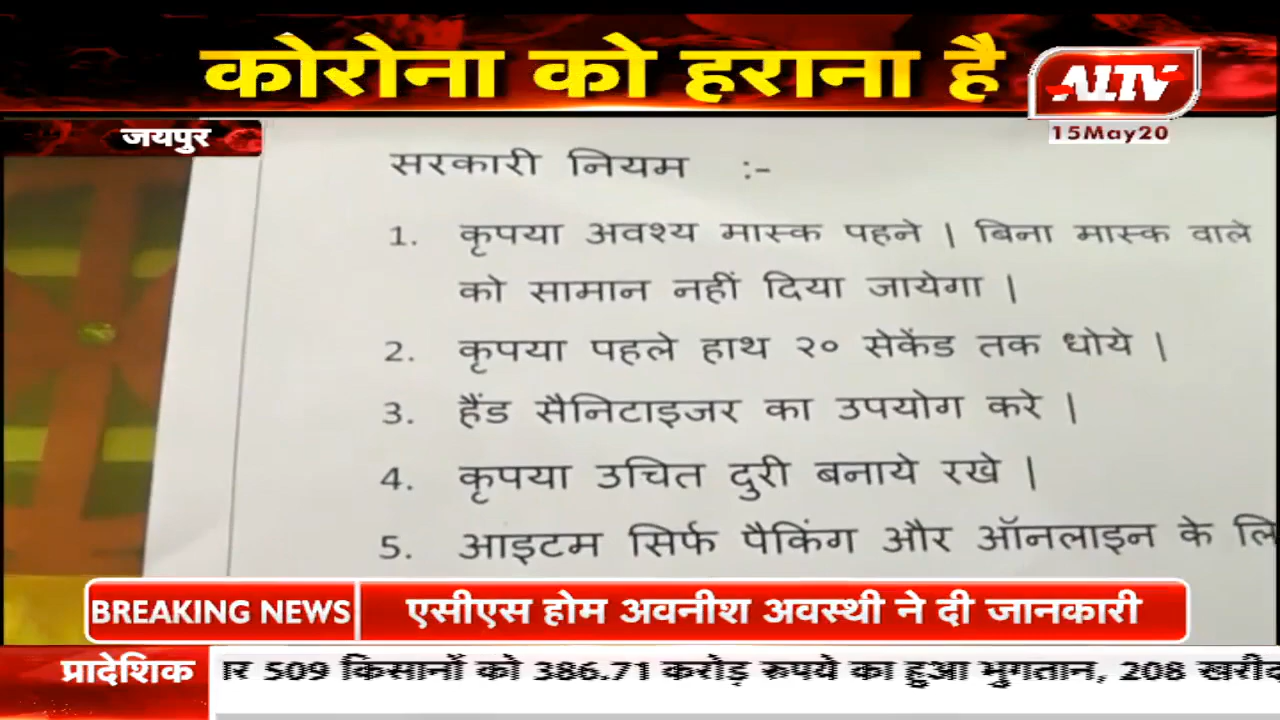 कोरोना को हराना है
ALTV
15May20
जयपुर
सरकारी नियम :-
1. कृपया अवश्य मास्क पहने | बिना मास्क वाले
को सामान नहीं दिया जायेगा |
2. कृपया पहले हाथ २० सेकेंड तक धोये |
3. हैंड सैनिटाइजर का उपयोग करे |
4. कृपया उचित दुरी बनाये रखे |
5. आइटम सिर्फ पैकिंग और ऑनलाइन के लि
BREAKING NEWS एसीएस होम अवनीश अवस्थी ने दी जानकारी
प्रादेशिक 509 किसानों को 386.71 करोड़ रुपये का हुआ भुगतान, 208